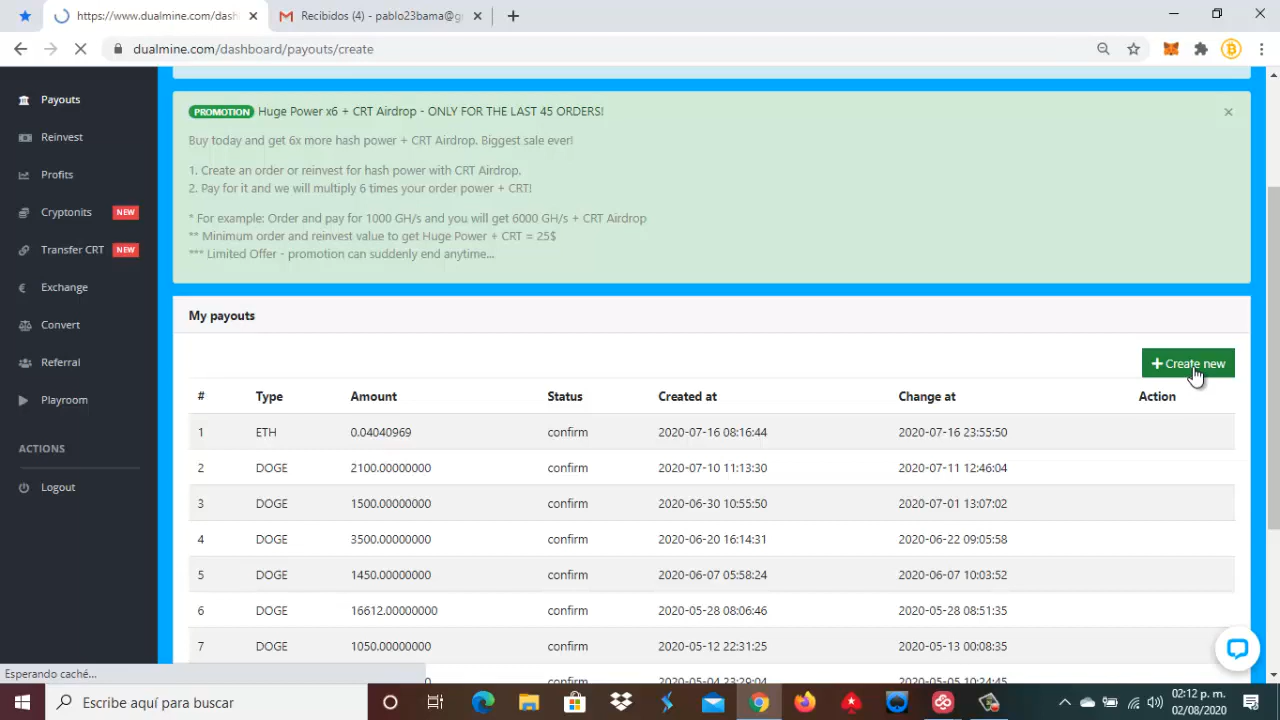 https://www.dualmine.com/dash
Recibidos (4) - pablo23bama@g
dualmine.com/dashboard/payouts/create
Payouts
Reinvest
Profits
Cryptonits NEW
Transfer CRT NEW
Exchange
Convert
Referral
Playroom
ACTIONS
Logout
PROMOTION Huge Power x6 + CRT Airdrop - ONLY FOR THE LAST 45 ORDERS!
Buy today and get 6x more hash power + CRT Airdrop. Biggest sale ever!
1. Create an order or reinvest for hash power with CRT Airdrop.
2. Pay for it and we will multiply 6 times your order power + CRT!
* For example: Order and pay for 1000 GH/s and you will get 6000 GH/s + CRT Airdrop
** Minimum order and reinvest value to get Huge Power + CRT = 25$
*** Limited Offer - promotion can suddenly end anytime...
My payouts
+ Create new
# Type Amount Status Created at Change at Action
1 ETH 0.04040969 confirm 2020-07-16 08:16:44 2020-07-16 23:55:50
2 DOGE 2100.00000000 confirm 2020-07-10 11:13:30 2020-07-11 12:46:04
3 DOGE 1500.00000000 confirm 2020-06-30 10:55:50 2020-07-01 13:07:02
4 DOGE 3500.00000000 confirm 2020-06-20 16:14:31 2020-06-22 09:05:58
5 DOGE 1450.00000000 confirm 2020-06-07 05:58:24 2020-06-07 10:03:52
6 DOGE 16612.00000000 confirm 2020-05-28 08:06:46 2020-05-28 08:51:35
7 DOGE 1050.00000000 confirm 2020-05-12 22:31:25 2020-05-13 00:08:35
Esperando caché...
Escribe aquí para buscar
02:12 p. m.
02/08/2020